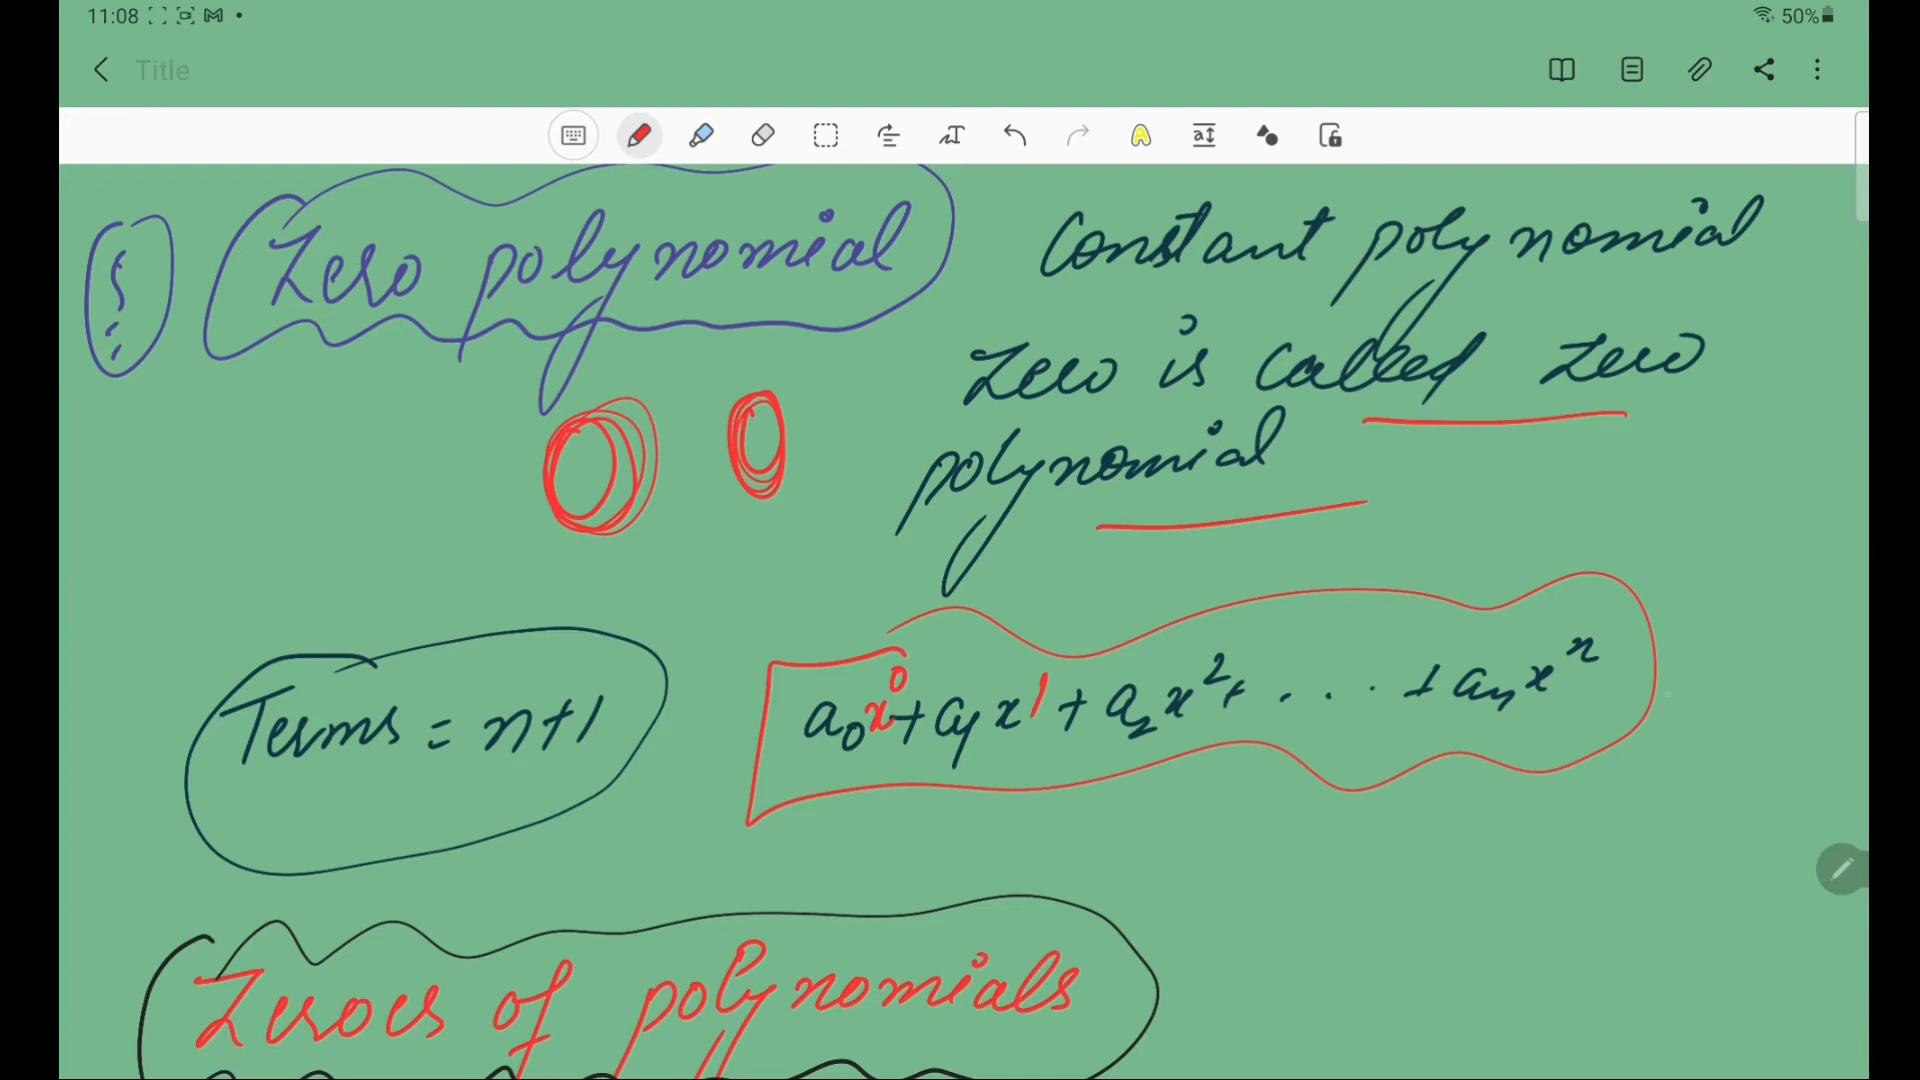 11:08
50%
Title
Zero polynomial
Constant polynomial
Zero is called zero
polynomial
0 0
Terms = n+1
a₀x⁰ + a₁x¹ + a₂x² + . . . + aₙxⁿ
Zeroes of polynomials